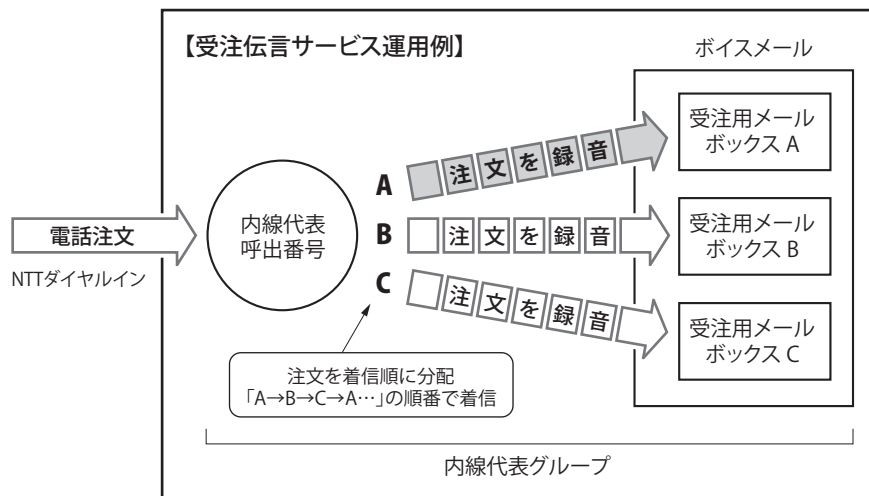 【受注伝言サービス運用例】
ボイスメール
受注用メール
ボックス A
A
注文を録音
内線代表
呼出番号
電話注文
NTTダイヤルイン
B
注文を録音
受注用メール
ボックス B
C
注文を録音
受注用メール
ボックス C
注文を着信順に分配
「A→B→C→A…」の順番で着信
内線代表グループ